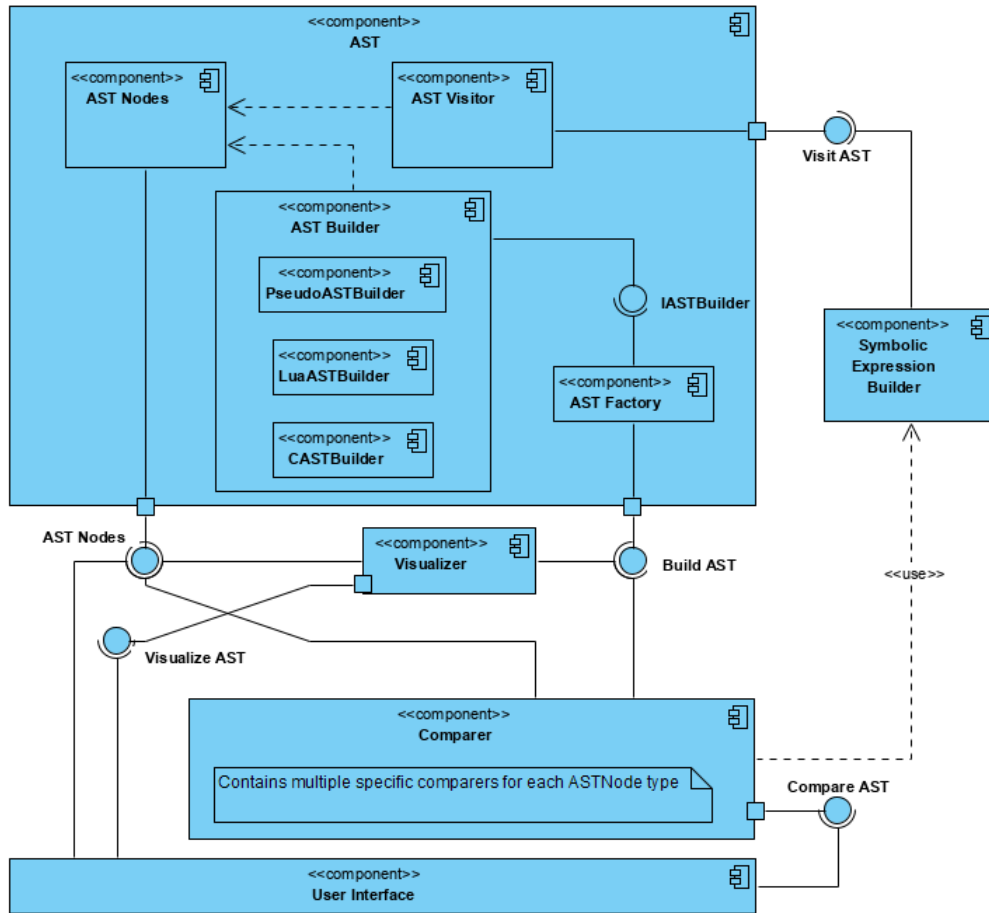 <<component>>
AST
<<component>>
AST Nodes
<<component>>
AST Visitor
Visit AST
<<component>>
AST Builder
<<component>>
PseudoASTBuilder
IASTBuilder
<<component>>
Symbolic
Expression
Builder
<<component>>
LuaASTBuilder
<<component>>
AST Factory
<<component>>
CASTBuilder
AST Nodes
<<component>>
Visualizer
Build AST
<<use>>
Visualize AST
<<component>>
Comparer
Contains multiple specific comparers for each ASTNode type
Compare AST
<<component>>
User Interface